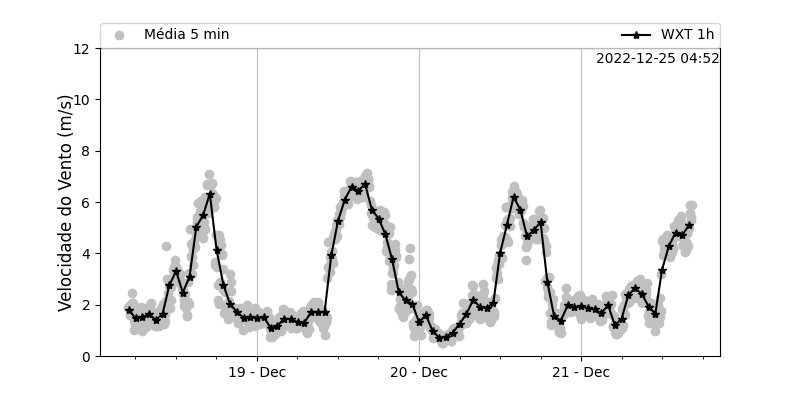 Média 5 min
WXT 1h
2022-12-25 04:52
Velocidade do Vento (m/s)
12
10
8
6
4
2
0
19 - Dec
20 - Dec
21 - Dec